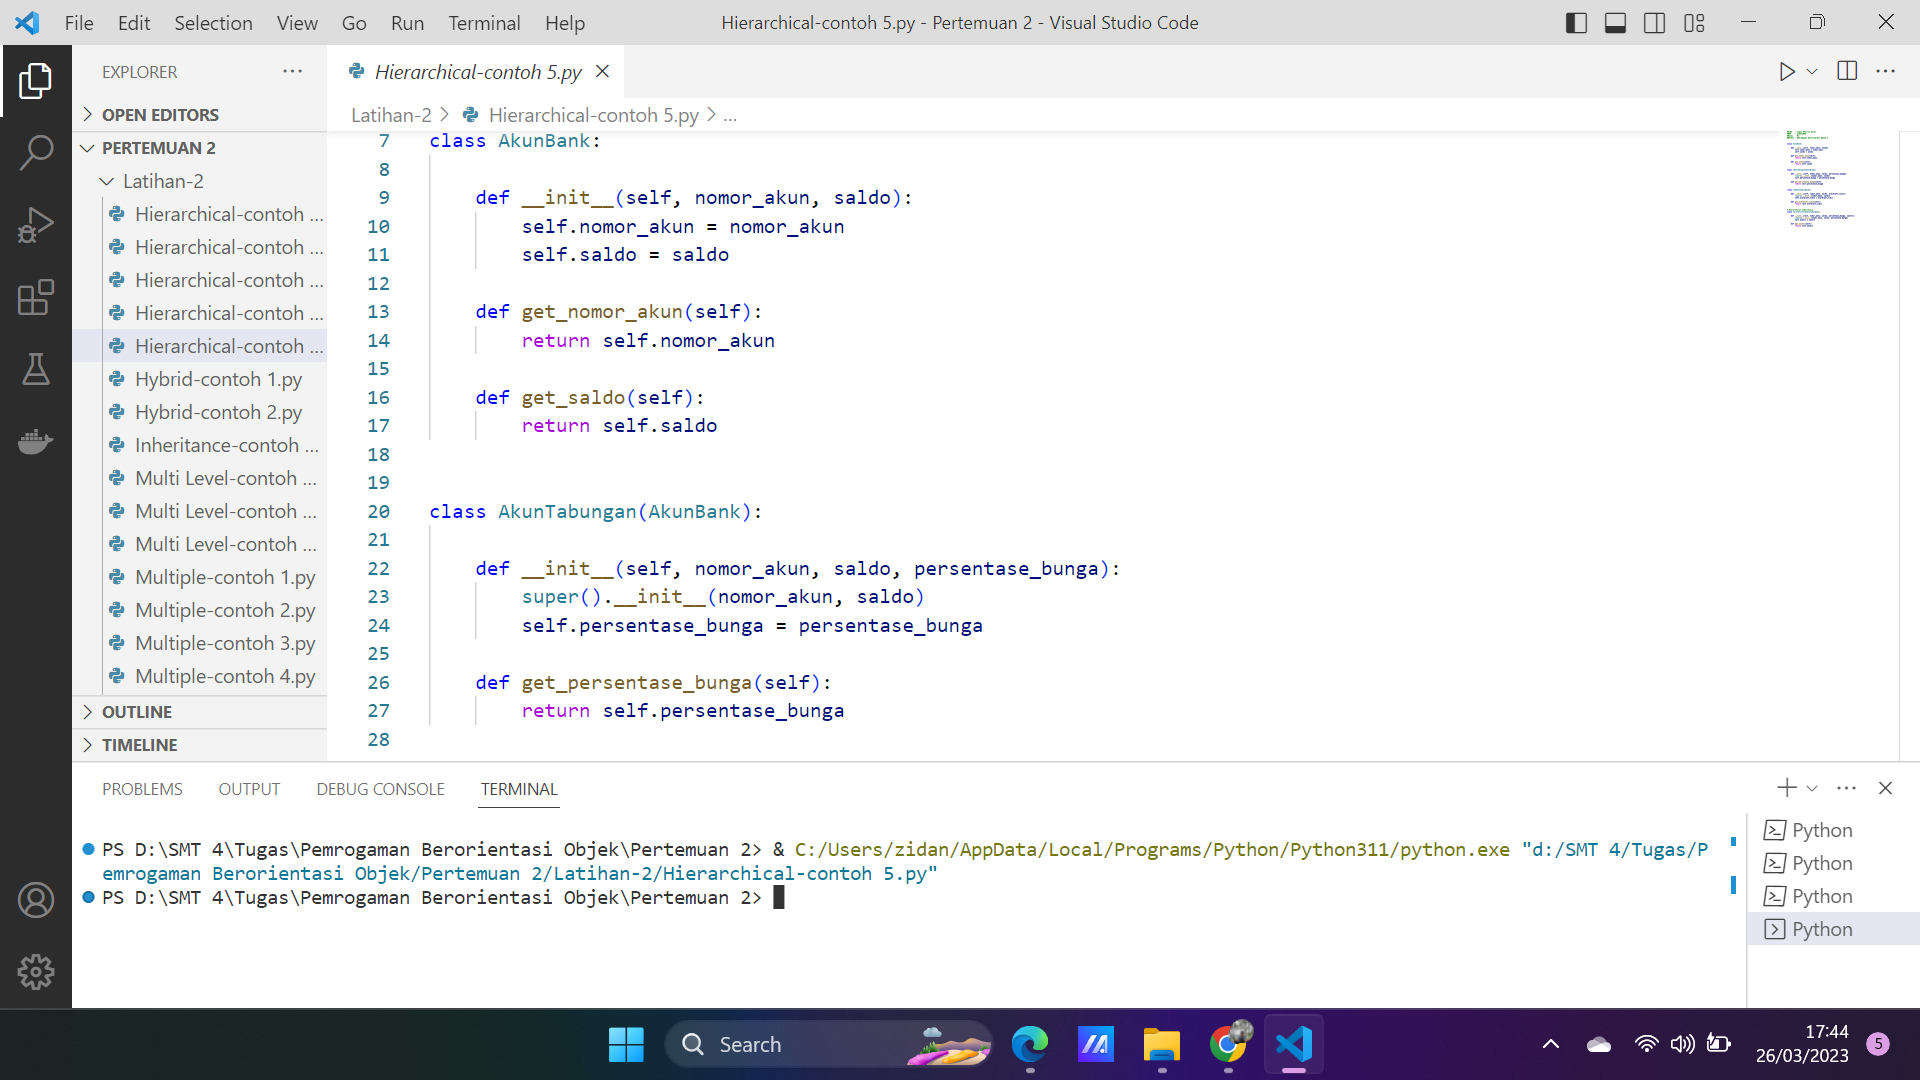 File Edit Selection View Go Run Terminal Help
Hierarchical-contoh 5.py - Pertemuan 2 - Visual Studio Code
EXPLORER
OPEN EDITORS
PERTEMUAN 2
Latihan-2
Hierarchical-contoh ...
Hierarchical-contoh ...
Hierarchical-contoh ...
Hierarchical-contoh ...
Hierarchical-contoh ...
Hybrid-contoh 1.py
Hybrid-contoh 2.py
Inheritance-contoh ...
Multi Level-contoh ...
Multi Level-contoh ...
Multi Level-contoh ...
Multiple-contoh 1.py
Multiple-contoh 2.py
Multiple-contoh 3.py
Multiple-contoh 4.py
OUTLINE
TIMELINE
Hierarchical-contoh 5.py
Latihan-2 > Hierarchical-contoh 5.py > ...
7 class AkunBank:
8
9 def __init__(self, nomor_akun, saldo):
10 self.nomor_akun = nomor_akun
11 self.saldo = saldo
12
13 def get_nomor_akun(self):
14 return self.nomor_akun
15
16 def get_saldo(self):
17 return self.saldo
18
19
20 class AkunTabungan(AkunBank):
21
22 def __init__(self, nomor_akun, saldo, persentase_bunga):
23 super().__init__(nomor_akun, saldo)
24 self.persentase_bunga = persentase_bunga
25
26 def get_persentase_bunga(self):
27 return self.persentase_bunga
28
PROBLEMS OUTPUT DEBUG CONSOLE TERMINAL
PS D:\SMT 4\Tugas\Pemrogaman Berorientasi Objek\Pertemuan 2> & C:/Users/zidan/AppData/Local/Programs/Python/Python311/python.exe "d:/SMT 4/Tugas/P
emrogaman Berorientasi Objek/Pertemuan 2/Latihan-2/Hierarchical-contoh 5.py"
PS D:\SMT 4\Tugas\Pemrogaman Berorientasi Objek\Pertemuan 2>
Python
Python
Python
Python
Search
17:44
26/03/2023
5